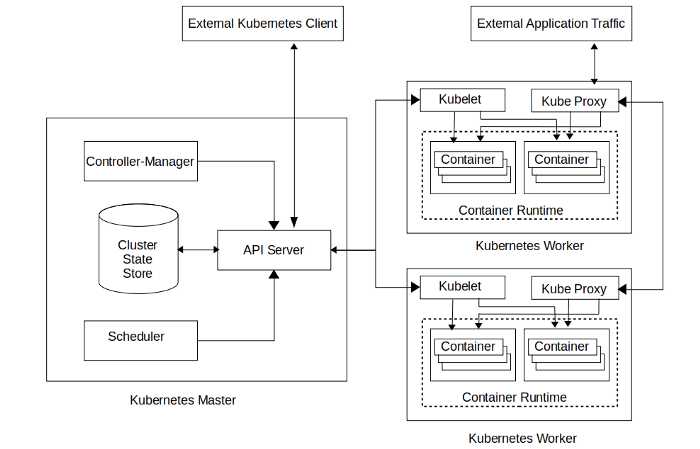 External Kubernetes Client
External Application Traffic
Kubelet
Kube Proxy
Container
Container
Container Runtime
Kubernetes Worker
Controller-Manager
Cluster
State
Store
API Server
Scheduler
Kubernetes Master
Kubelet
Kube Proxy
Container
Container
Container Runtime
Kubernetes Worker